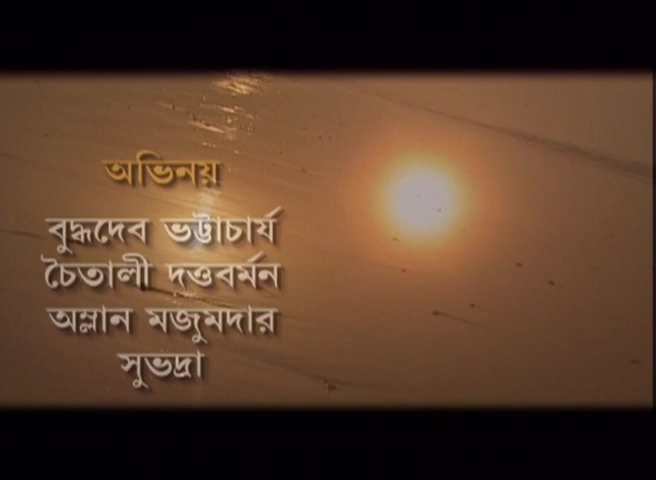 অভিনয়
বুদ্ধদেব ভট্টাচার্য
চৈতালী দত্তবর্মন
অম্লান মজুমদার
সুভদ্রা